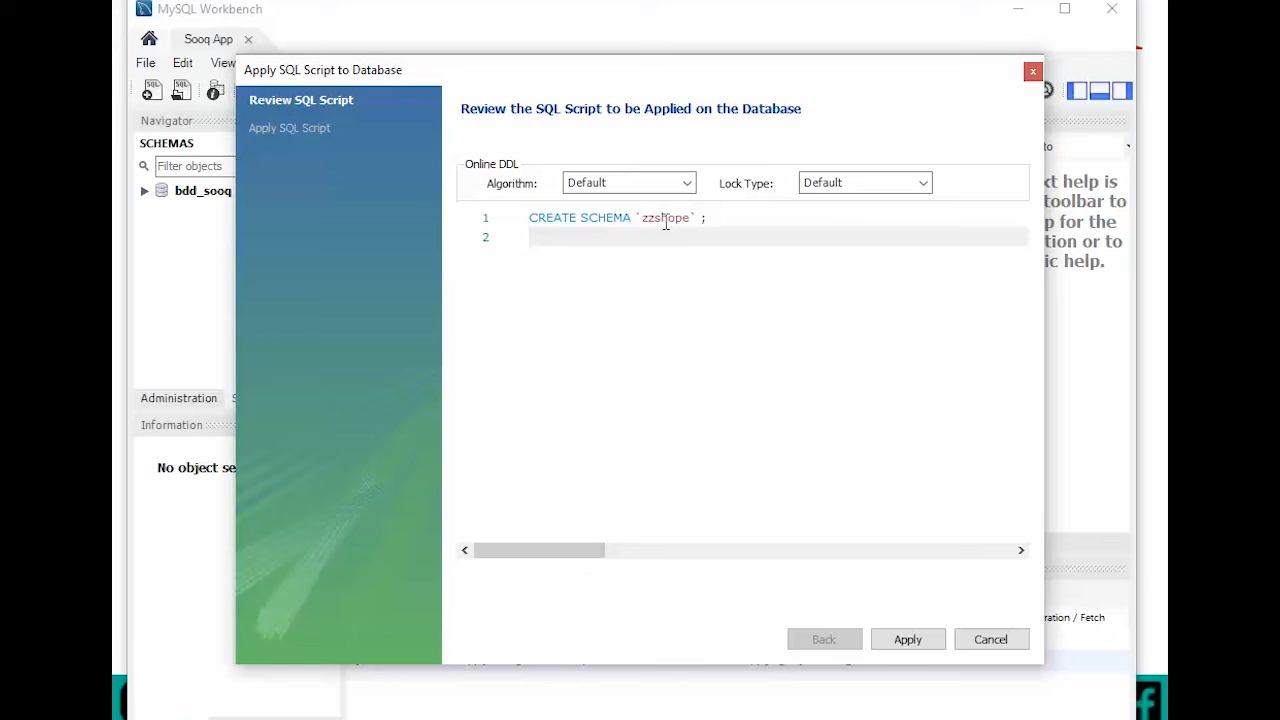 MySQL Workbench
Sooq App
File Edit View
Apply SQL Script to Database
Review SQL Script
Apply SQL Script
Review the SQL Script to be Applied on the Database
Navigator
SCHEMAS
Filter objects
bdd_sooq
Online DDL
Algorithm: Default Lock Type: Default
1 CREATE SCHEMA `zzshope` ;
2
to
xt help is
toolbar to
p for the
tion or to
ic help.
Administration S
Information
No object se
ration / Fetch
Back Apply Cancel
f